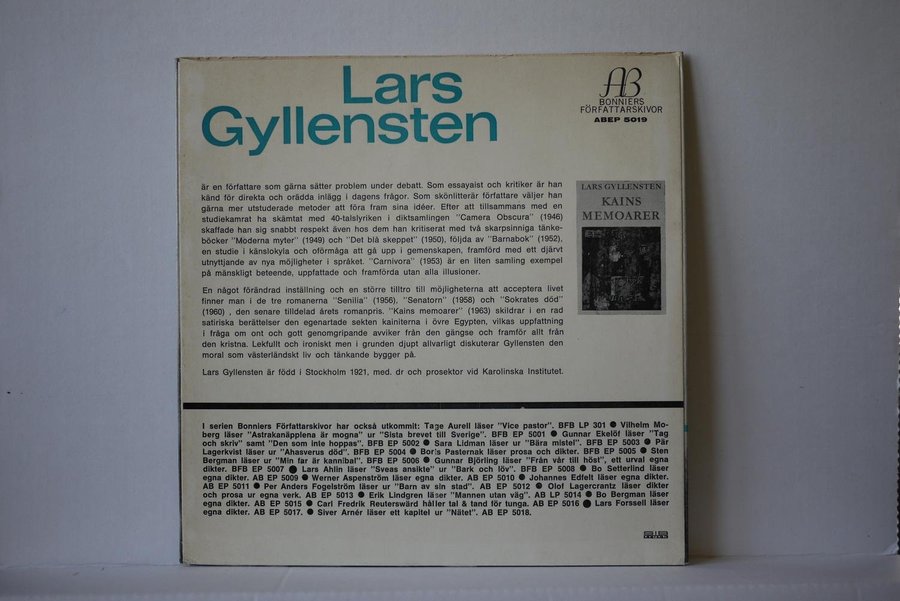 Lars
Gyllensten
AB
BONNIERS
FÖRFATTARSKIVOR
ABEP 5019
är en författare som gärna sätter problem under debatt. Som essayaist och kritiker är han
känd för direkta och orädda inlägg i dagens frågor. Som skönlitterär författare väljer han
gärna mer utstuderade metoder att föra fram sina idéer. Efter att tillsammans med en
studiekamrat ha skämtat med 40-talslyriken i diktsamlingen "Camera Obscura" (1946)
skaffade han sig snabbt respekt även hos dem han kritiserat med två skarpsinniga tänke-
böcker "Moderna myter" (1949) och "Det blå skeppet" (1950), följda av "Barnabok" (1952),
en studie i känslokyla och oförmåga att gå upp i gemenskapen, framförd med ett djärvt
utnyttjande av nya möjligheter i språket. "Carnivora" (1953) är en liten samling exempel
på mänskligt beteende, uppfattade och framförda utan alla illusioner.
En något förändrad inställning och en större tilltro till möjligheterna att acceptera livet
finner man i de tre romanerna "Senilia" (1956), "Senatorn" (1958) och "Sokrates död"
(1960) , den senare tilldelad årets romanpris. "Kains memoarer" (1963) skildrar i en rad
satiriska berättelser den egenartade sekten kainiterna i övre Egypten, vilkas uppfattning
i fråga om ont och gott genomgripande avviker från den gängse och framför allt från
den kristna. Lekfullt och ironiskt men i grunden djupt allvarligt diskuterar Gyllensten den
moral som västerländskt liv och tänkande bygger på.
Lars Gyllensten är född i Stockholm 1921, med. dr och prosektor vid Karolinska Institutet.
LARS GYLLENSTEN
KAINS
MEMOARER
I serien Bonniers Författarskivor har också utkommit: Tage Aurell läser "Vice pastor". BFB LP 301 ● Vilhelm Mo-
berg läser "Astrakanäpplena är mogna" ur "Sista brevet till Sverige". BFB EP 5001 ● Gunnar Ekelöf läser "Tag
och skriv" samt "Den som inte hoppas". BFB EP 5002 ● Sara Lidman läser ur "Bära mistel". BFB EP 5003 ● Pär
Lagerkvist läser ur "Ahasverus död". BFB EP 5004 ● Boris Pasternak läser prosa och dikter. BFB EP 5005 ● Sten
Bergman läser ur "Min far är kannibal". BFB EP 5006 ● Gunnar Björling läser "Från vår till höst", ett urval egna
dikter. BFB EP 5007 ● Lars Ahlin läser "Sveas ansikte" ur "Bark och löv". BFB EP 5008 ● Bo Setterlind läser
egna dikter. AB EP 5009 ● Werner Aspenström läser egna dikter. AB EP 5010 ● Johannes Edfelt läser egna dikter.
AB EP 5011 ● Per Anders Fogelström läser ur "Barn av sin stad". AB EP 5012 ● Olof Lagercrantz läser dikter
och prosa ur egna verk. AB EP 5013 ● Erik Lindgren läser "Mannen utan väg". AB LP 5014 ● Bo Bergman läser
egna dikter. AB EP 5015 ● Carl Fredrik Reuterswärd håller tal & tand för tunga. AB EP 5016 ● Lars Forssell läser
egna dikter. AB EP 5017. ● Siver Arnér läser ett kapitel ur "Nätet". AB EP 5018.